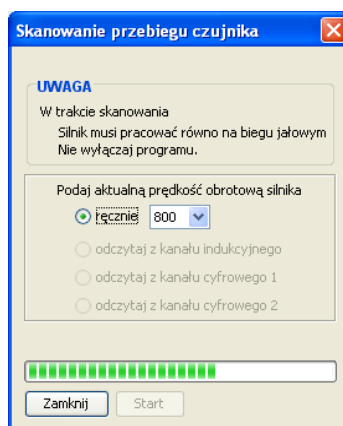 Skanowanie przebiegu czujnika
UWAGA
W trakcie skanowania
Silnik musi pracować równo na biegu jałowym
Nie wyłączaj programu.
Podaj aktualną prędkość obrotową silnika
ręcznie 800
odczytaj z kanału indukcyjnego
odczytaj z kanału cyfrowego 1
odczytaj z kanału cyfrowego 2
Zamknij Start